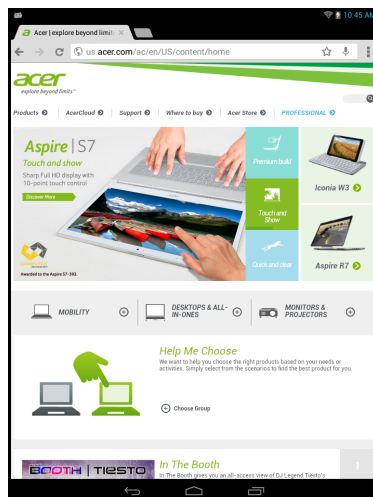 10:45 AM
Acer | explore beyond limit
us.acer.com/ac/en/US/content/home
acer
explore beyond limits™
Products
AcerCloud
Support
Where to buy
Acer Store
PROFESSIONAL
Aspire | S7
Touch and show
Sharp Full HD display with
10-point touch control
Discover More
Awarded to the Aspire S7-392.
Premium build
Touch and
Show
Quick and clear
Iconia W3
Aspire R7
MOBILITY
DESKTOPS & ALL-
IN-ONES
MONITORS &
PROJECTORS
Help Me Choose
We want to help you choose the right products based on your needs or
activities. Simply select from the scenarios to find the best product for you.
Choose Group
BOOTH | TIESTO
In The Booth
In The Booth gives you an all-access view of DJ Legend Tiësto's